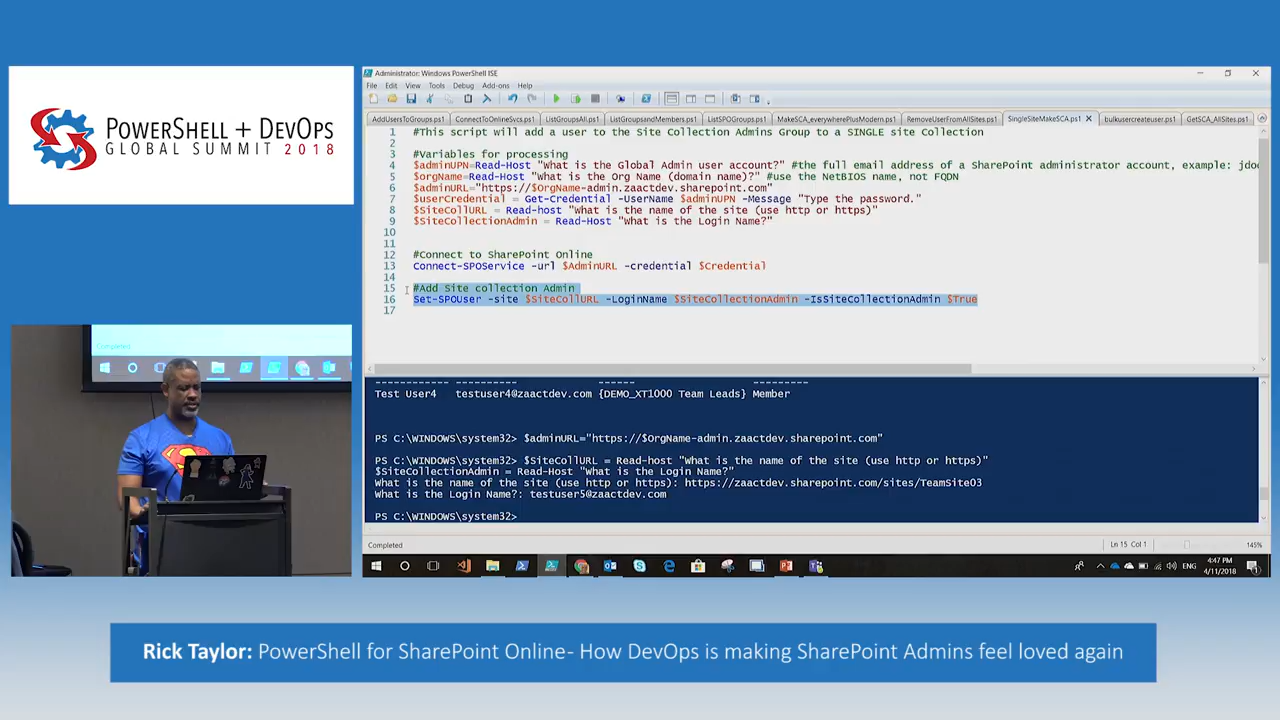 POWERSHELL + DEVOPS
GLOBAL SUMMIT 2018
Administrator: Windows PowerShell ISE
File Edit View Tools Debug Add-ons Help
AddUsersToGroups.ps1 ConnectToOnlineSvcs.ps1 ListGroupsAll.ps1 ListGroupsandMembers.ps1 ListSPOGroups.ps1 MakeSCA_everywherePlusModern.ps1 RemoveUserFromAllSites.ps1 SingleSiteMakeSCA.ps1 bulkusercreateuser.ps1 GetSCA_AllSites.ps1
1 #This script will add a user to the Site Collection Admins Group to a SINGLE site Collection
2
3 #Variables for processing
4 $adminUPN=Read-Host "What is the Global Admin user account?" #the full email address of a SharePoint administrator account, example: jdoe
5 $orgName=Read-Host "What is the Org Name (domain name)?" #use the NetBIOS name, not FQDN
6 $adminURL="https://$OrgName-admin.zaactdev.sharepoint.com"
7 $userCredential = Get-Credential -UserName $adminUPN -Message "Type the password."
8 $SiteCollURL = Read-host "What is the name of the site (use http or https)"
9 $SiteCollectionAdmin = Read-Host "What is the Login Name?"
10
11
12 #Connect to SharePoint Online
13 Connect-SPOService -url $AdminURL -credential $Credential
14
15 #Add Site collection Admin
16 Set-SPOUser -site $SiteCollURL -LoginName $SiteCollectionAdmin -IsSiteCollectionAdmin $True
17
------------ ---------- ------ ---------
Test User4 testuser4@zaactdev.com {DEMO_XT1000 Team Leads} Member
PS C:\WINDOWS\system32> $adminURL="https://$OrgName-admin.zaactdev.sharepoint.com"
PS C:\WINDOWS\system32> $SiteCollURL = Read-host "What is the name of the site (use http or https)"
$SiteCollectionAdmin = Read-Host "What is the Login Name?"
What is the name of the site (use http or https): https://zaactdev.sharepoint.com/sites/TeamSite03
What is the Login Name?: testuser5@zaactdev.com
PS C:\WINDOWS\system32>
Completed Ln 15 Col 1 145%
ENG 4:47 PM
4/11/2018
Completed
Rick Taylor: PowerShell for SharePoint Online- How DevOps is making SharePoint Admins feel loved again